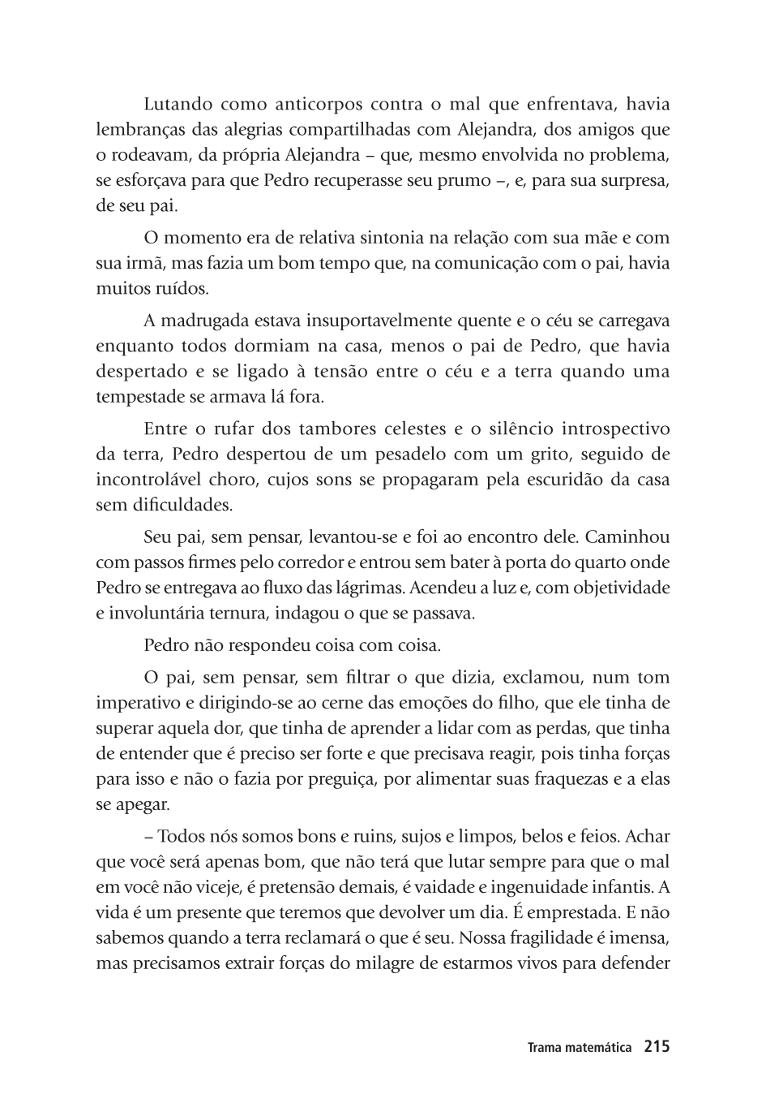 Lutando como anticorpos contra o mal que enfrentava, havia
lembranças das alegrias compartilhadas com Alejandra, dos amigos que
o rodeavam, da própria Alejandra – que, mesmo envolvida no problema,
se esforçava para que Pedro recuperasse seu prumo –, e, para sua surpresa,
de seu pai.
O momento era de relativa sintonia na relação com sua mãe e com
sua irmã, mas fazia um bom tempo que, na comunicação com o pai, havia
muitos ruídos.
A madrugada estava insuportavelmente quente e o céu se carregava
enquanto todos dormiam na casa, menos o pai de Pedro, que havia
despertado e se ligado à tensão entre o céu e a terra quando uma
tempestade se armava lá fora.
Entre o rufar dos tambores celestes e o silêncio introspectivo
da terra, Pedro despertou de um pesadelo com um grito, seguido de
incontrolável choro, cujos sons se propagaram pela escuridão da casa
sem dificuldades.
Seu pai, sem pensar, levantou-se e foi ao encontro dele. Caminhou
com passos firmes pelo corredor e entrou sem bater à porta do quarto onde
Pedro se entregava ao fluxo das lágrimas. Acendeu a luz e, com objetividade
e involuntária ternura, indagou o que se passava.
Pedro não respondeu coisa com coisa.
O pai, sem pensar, sem filtrar o que dizia, exclamou, num tom
imperativo e dirigindo-se ao cerne das emoções do filho, que ele tinha de
superar aquela dor, que tinha de aprender a lidar com as perdas, que tinha
de entender que é preciso ser forte e que precisava reagir, pois tinha forças
para isso e não o fazia por preguiça, por alimentar suas fraquezas e a elas
se apegar.
– Todos nós somos bons e ruins, sujos e limpos, belos e feios. Achar
que você será apenas bom, que não terá que lutar sempre para que o mal
em você não viceje, é pretensão demais, é vaidade e ingenuidade infantis. A
vida é um presente que teremos que devolver um dia. É emprestada. E não
sabemos quando a terra reclamará o que é seu. Nossa fragilidade é imensa,
mas precisamos extrair forças do milagre de estarmos vivos para defender
Trama matemática 215